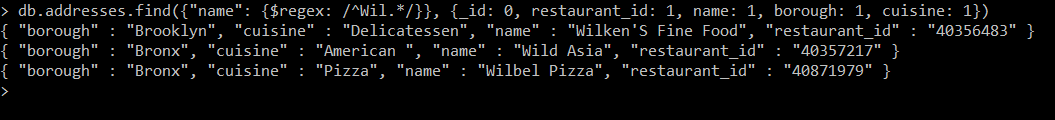 > db.addresses.find({"name": {$regex: /^Wil.*/}}, {_id: 0, restaurant_id: 1, name: 1, borough: 1, cuisine: 1})
{ "borough" : "Brooklyn", "cuisine" : "Delicatessen", "name" : "Wilken'S Fine Food", "restaurant_id" : "40356483" }
{ "borough" : "Bronx", "cuisine" : "American ", "name" : "Wild Asia", "restaurant_id" : "40357217" }
{ "borough" : "Bronx", "cuisine" : "Pizza", "name" : "Wilbel Pizza", "restaurant_id" : "40871979" }
>